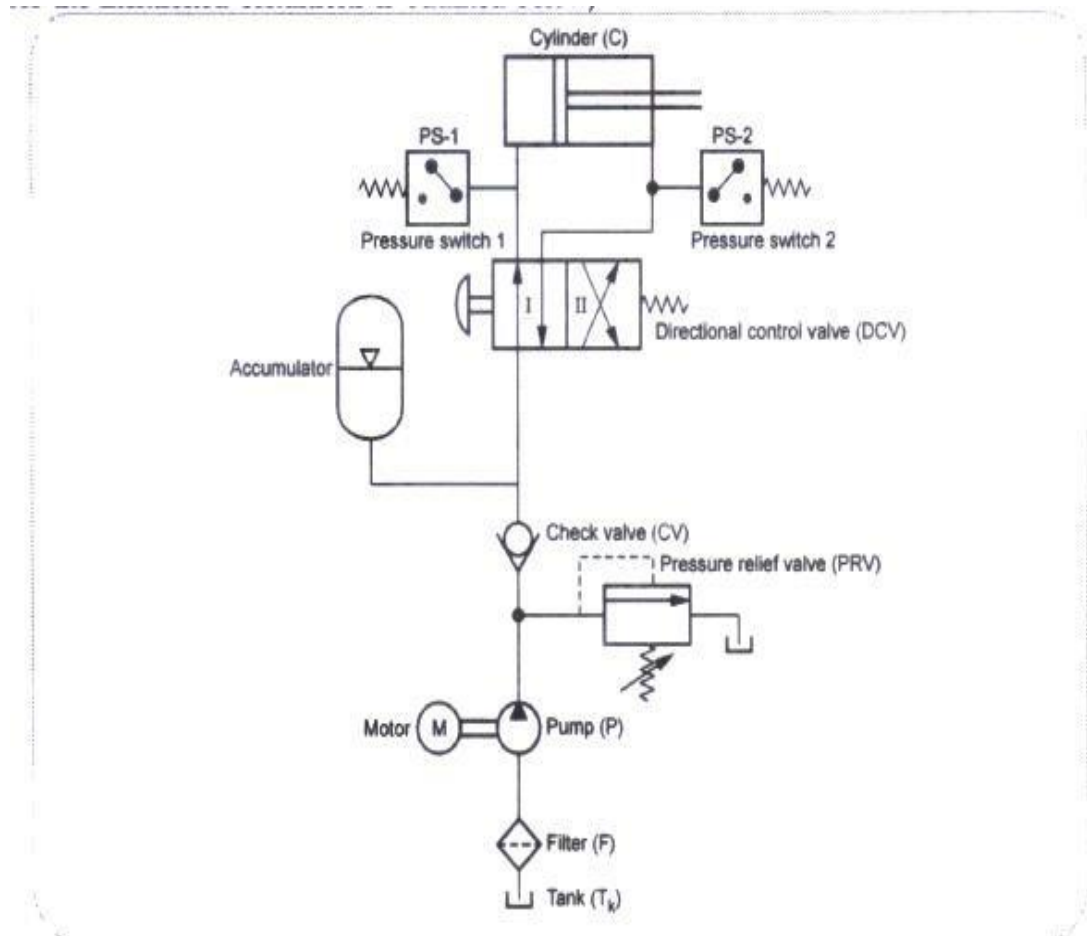 Cylinder (C)
PS-1
PS-2
Pressure switch 1
Pressure switch 2
I
II
Directional control valve (DCV)
Accumulator
Check valve (CV)
Pressure relief valve (PRV)
Motor
M
Pump (P)
Filter (F)
Tank (Tk)